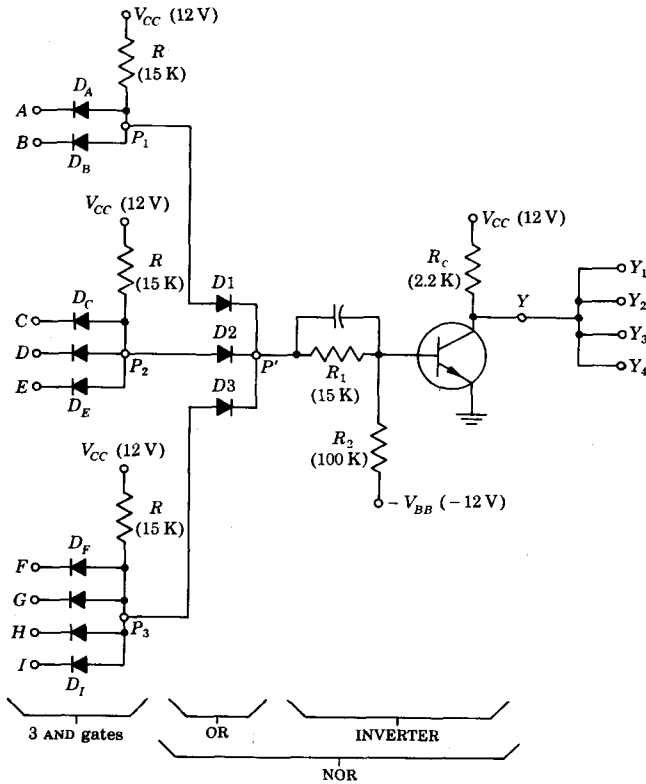 V_CC (12 V)
R
(15 K)
D_A
A
B
P_1
D_B
V_CC (12 V)
R
(15 K)
V_CC (12 V)
R_c
(2.2 K)
Y
Y_1
Y_2
Y_3
Y_4
D1
D_C
C
D
D2
P_2
P'
E
D_E
R_1
(15 K)
D3
R_2
(100 K)
V_CC (12 V)
R
(15 K)
-V_BB (-12 V)
D_F
F
G
P_3
H
I
D_I
3 AND gates
OR
INVERTER
NOR